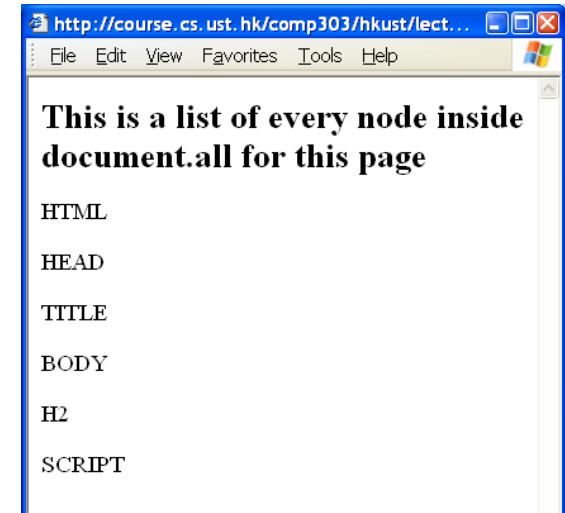 http://course.cs.ust.hk/comp303/hkust/lect...
File Edit View Favorites Tools Help
This is a list of every node inside
document.all for this page
HTML
HEAD
TITLE
BODY
H2
SCRIPT